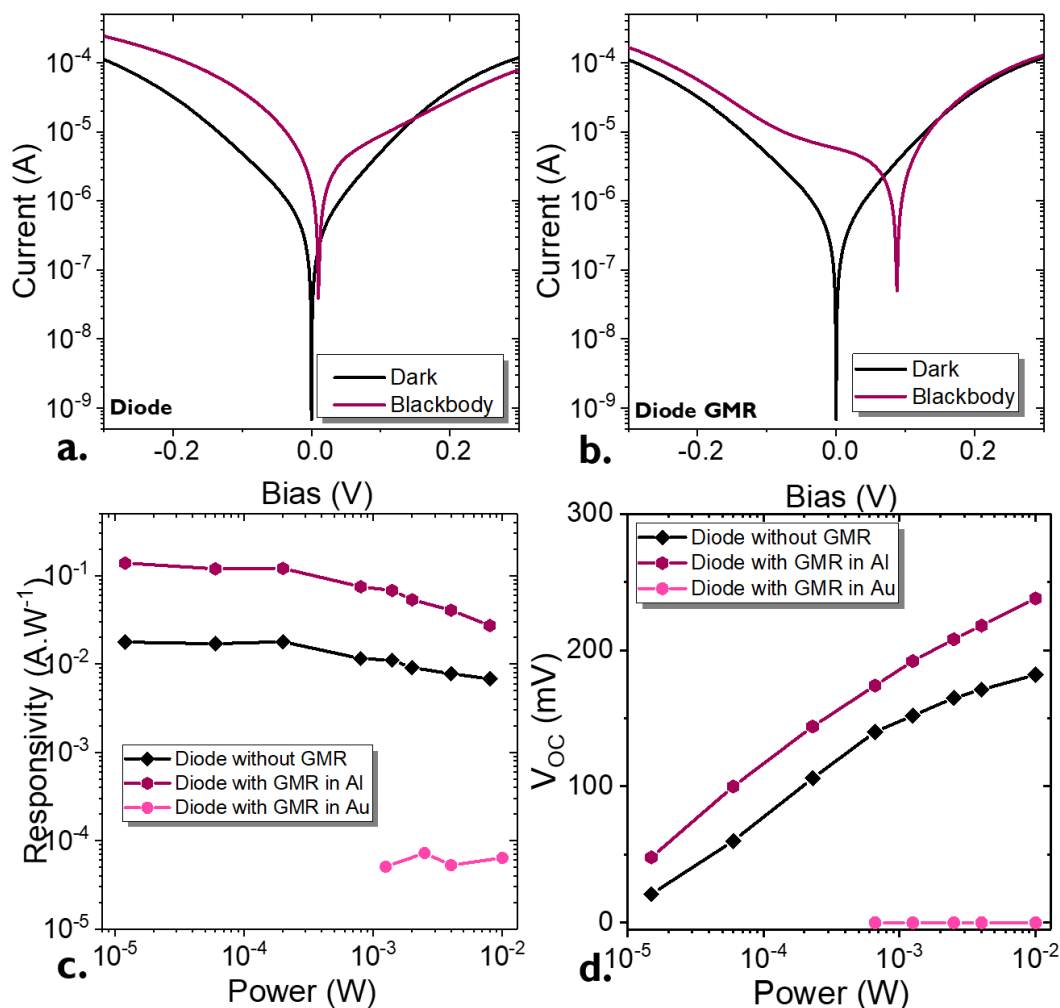 10⁻⁴
10⁻⁵
10⁻⁶
10⁻⁷
10⁻⁸
10⁻⁹
Current (A)
Dark
Blackbody
Diode
a.
-0.2
0.0
0.2
Bias (V)
10⁻⁴
10⁻⁵
10⁻⁶
10⁻⁷
10⁻⁸
10⁻⁹
Current (A)
Dark
Blackbody
Diode GMR
b.
-0.2
0.0
0.2
Bias (V)
10⁻¹
10⁻²
10⁻³
10⁻⁴
10⁻⁵
Responsivity (A.W⁻¹)
Diode without GMR
Diode with GMR in Al
Diode with GMR in Au
c.
10⁻⁵
10⁻⁴
10⁻³
10⁻²
Power (W)
300
200
100
0
V_OC (mV)
Diode without GMR
Diode with GMR in Al
Diode with GMR in Au
d.
10⁻⁵
10⁻⁴
10⁻³
10⁻²
Power (W)